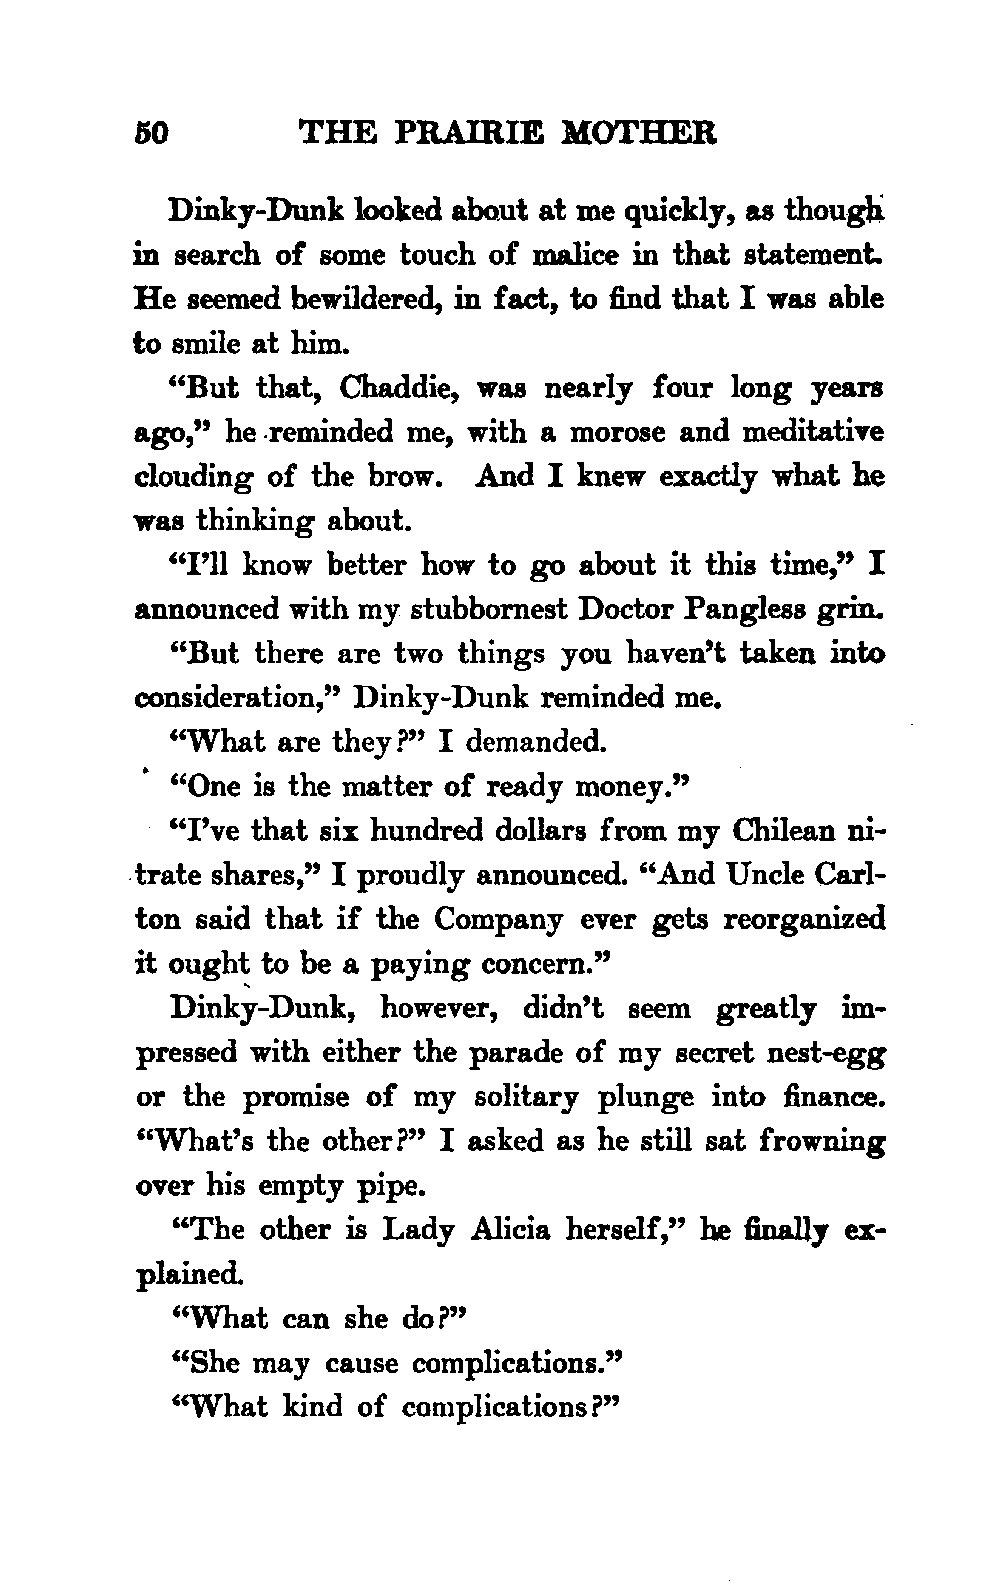 50 THE PRAIRIE MOTHER
Dinky-Dunk looked about at me quickly, as though
in search of some touch of malice in that statement.
He seemed bewildered, in fact, to find that I was able
to smile at him.
“But that, Chaddie, was nearly four long years
ago,” he reminded me, with a morose and meditative
clouding of the brow. And I knew exactly what he
was thinking about.
“I’ll know better how to go about it this time,” I
announced with my stubbornest Doctor Pangless grin.
“But there are two things you haven’t taken into
consideration,” Dinky-Dunk reminded me.
“What are they?” I demanded.
“One is the matter of ready money.”
“I’ve that six hundred dollars from my Chilean ni-
trate shares,” I proudly announced. “And Uncle Carl-
ton said that if the Company ever gets reorganized
it ought to be a paying concern.”
Dinky-Dunk, however, didn’t seem greatly im-
pressed with either the parade of my secret nest-egg
or the promise of my solitary plunge into finance.
“What’s the other?” I asked as he still sat frowning
over his empty pipe.
“The other is Lady Alicia herself,” he finally ex-
plained.
“What can she do?”
“She may cause complications.”
“What kind of complications?”